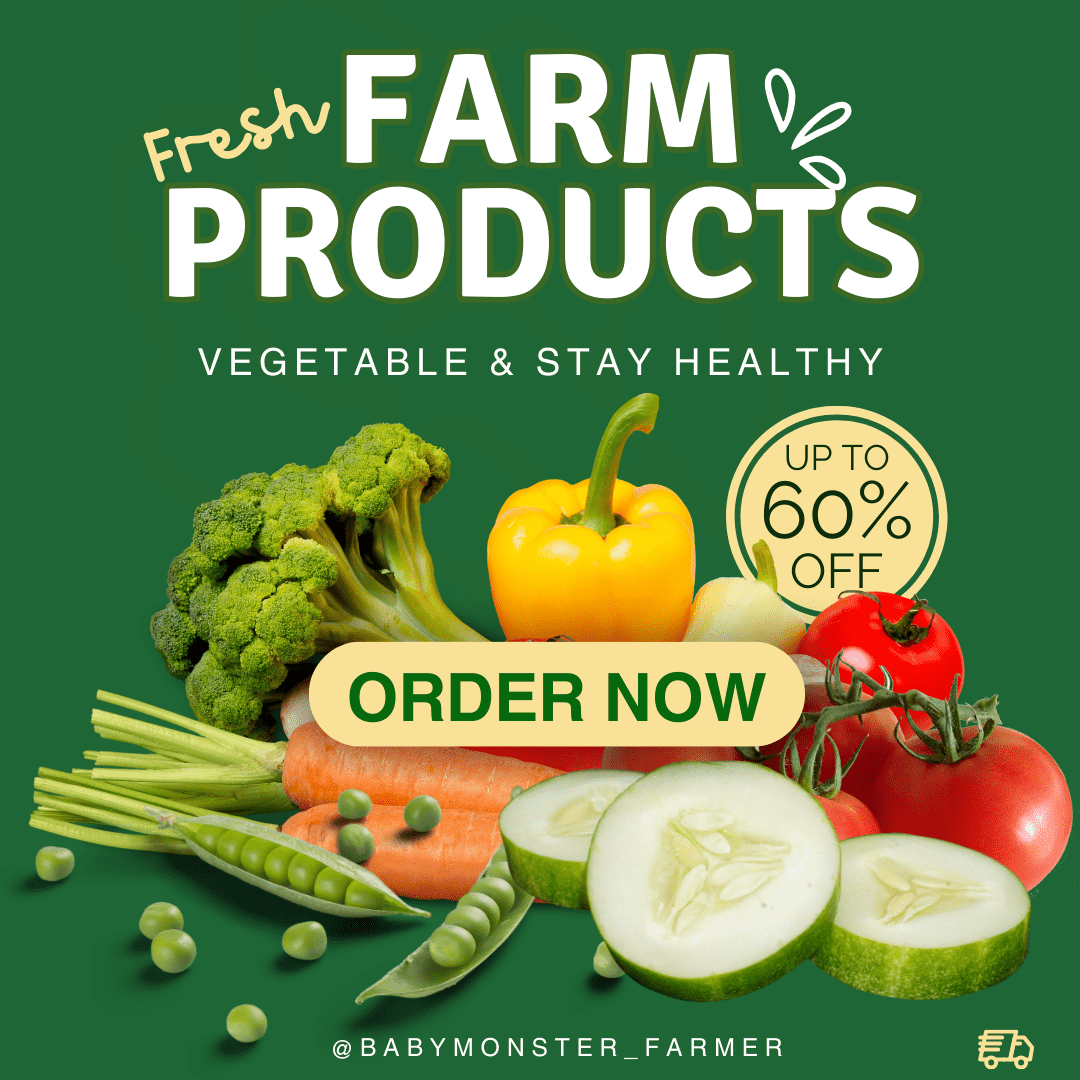 Fresh FARM
PRODUCTS
VEGETABLE & STAY HEALTHY
UP TO
60%
OFF
ORDER NOW
@BABYMONSTER_FARMER